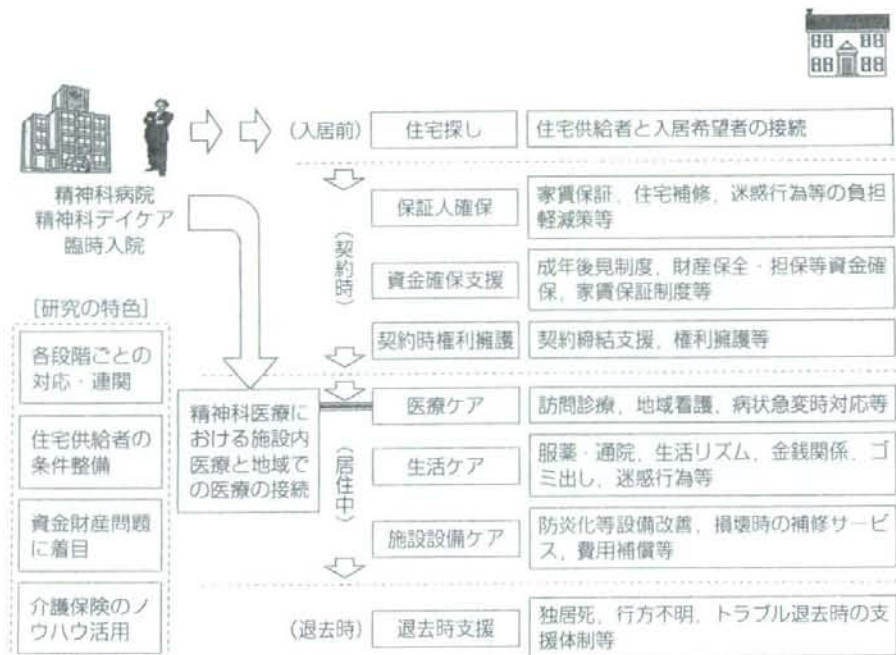 (入居前)
住宅探し
住宅供給者と入居希望者の接続
精神科病院
精神科デイケア
臨時入院
(契約時)
保証人確保
家賃保証、住宅補修、迷惑行為等の負担
軽減策等
資金確保支援
成年後見制度、財産保全・担保等資金確
保、家賃保証制度等
契約時権利擁護
契約締結支援、権利擁護等
[研究の特色]
各段階ごとの
対応・連関
住宅供給者の
条件整備
資金財産問題
に着目
介護保険のノ
ウハウ活用
精神科医療に
おける施設内
医療と地域で
の医療の接続
(居住中)
医療ケア
訪問診療、地域看護、病状急変時対応等
生活ケア
服薬・通院、生活リズム、金銭関係、ゴ
ミ出し、迷惑行為等
施設設備ケア
防炎化等設備改善、損壊時の補修サービ
ス、費用補償等
(退去時)
退去時支援
独居死、行方不明、トラブル退去時の支
援体制等